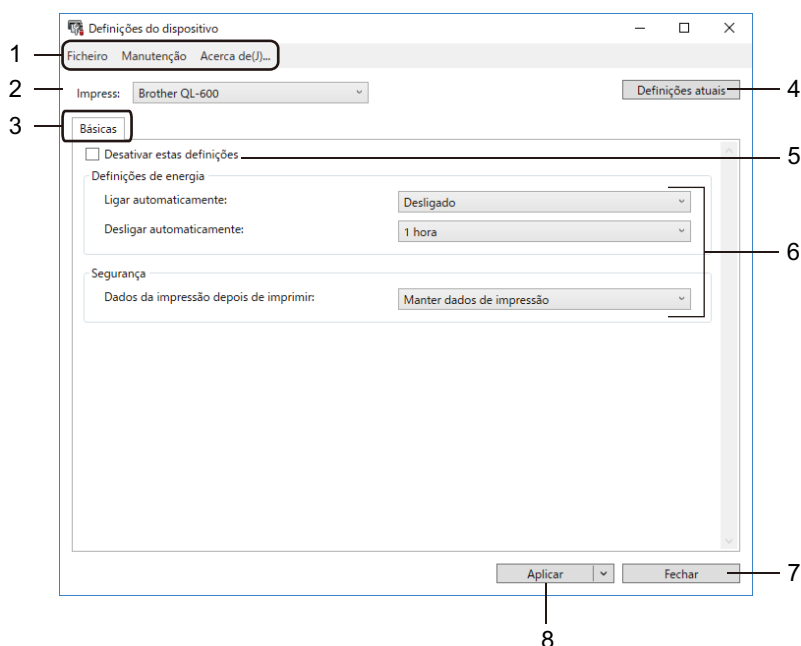 Definições do dispositivo
1
Ficheiro Manutenção Acerca de(J)...
2
Impress: Brother QL-600
Definições atuais
4
3
Básicas
Desativar estas definições
5
Definições de energia
Ligar automaticamente: Desligado
Desligar automaticamente: 1 hora
6
Segurança
Dados da impressão depois de imprimir: Manter dados de impressão
Aplicar
Fechar
7
8